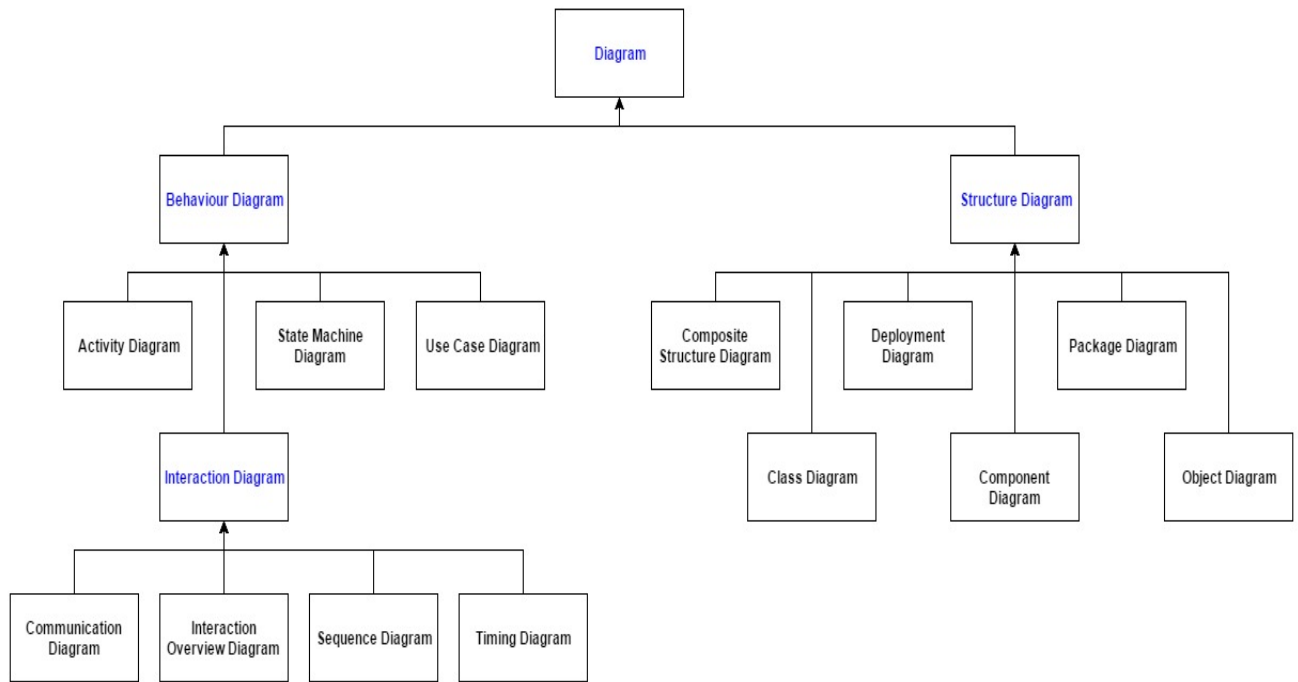 Diagram
Behaviour Diagram
Structure Diagram
Activity Diagram
State Machine
Diagram
Use Case Diagram
Composite
Structure Diagram
Deployment
Diagram
Package Diagram
Interaction Diagram
Class Diagram
Component
Diagram
Object Diagram
Communication
Diagram
Interaction
Overview Diagram
Sequence Diagram
Timing Diagram